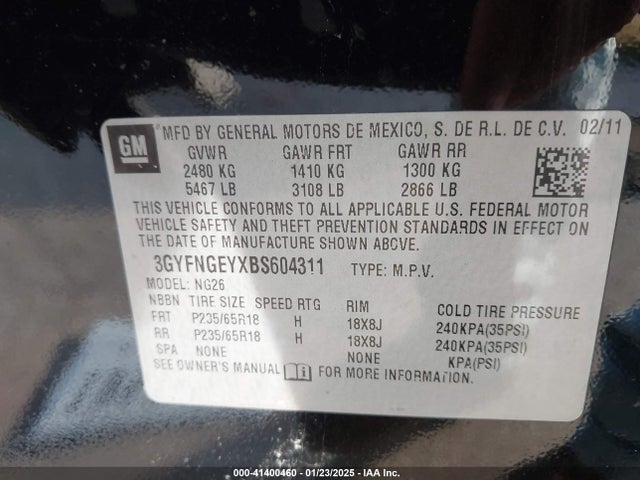 GM
MFD BY GENERAL MOTORS DE MEXICO, S. DE R.L. DE C.V. 02/11
GVWR GAWR FRT GAWR RR
2480 KG 1410 KG 1300 KG
5467 LB 3108 LB 2866 LB
THIS VEHICLE CONFORMS TO ALL APPLICABLE U.S. FEDERAL MOTOR
VEHICLE SAFETY AND THEFT PREVENTION STANDARDS IN EFFECT ON
THE DATE OF MANUFACTURE SHOWN ABOVE.
3GYFNGEYXBS604311 TYPE: M.P.V.
MODEL: NG26
NBBN TIRE SIZE SPEED RTG RIM COLD TIRE PRESSURE
FRT P235/65R18 H 18X8J 240KPA(35PSI)
RR P235/65R18 H 18X8J 240KPA(35PSI)
SPA NONE NONE KPA(PSI)
SEE OWNER'S MANUAL FOR MORE INFORMATION.
000-41400460 - 01/23/2025 - IAA Inc.